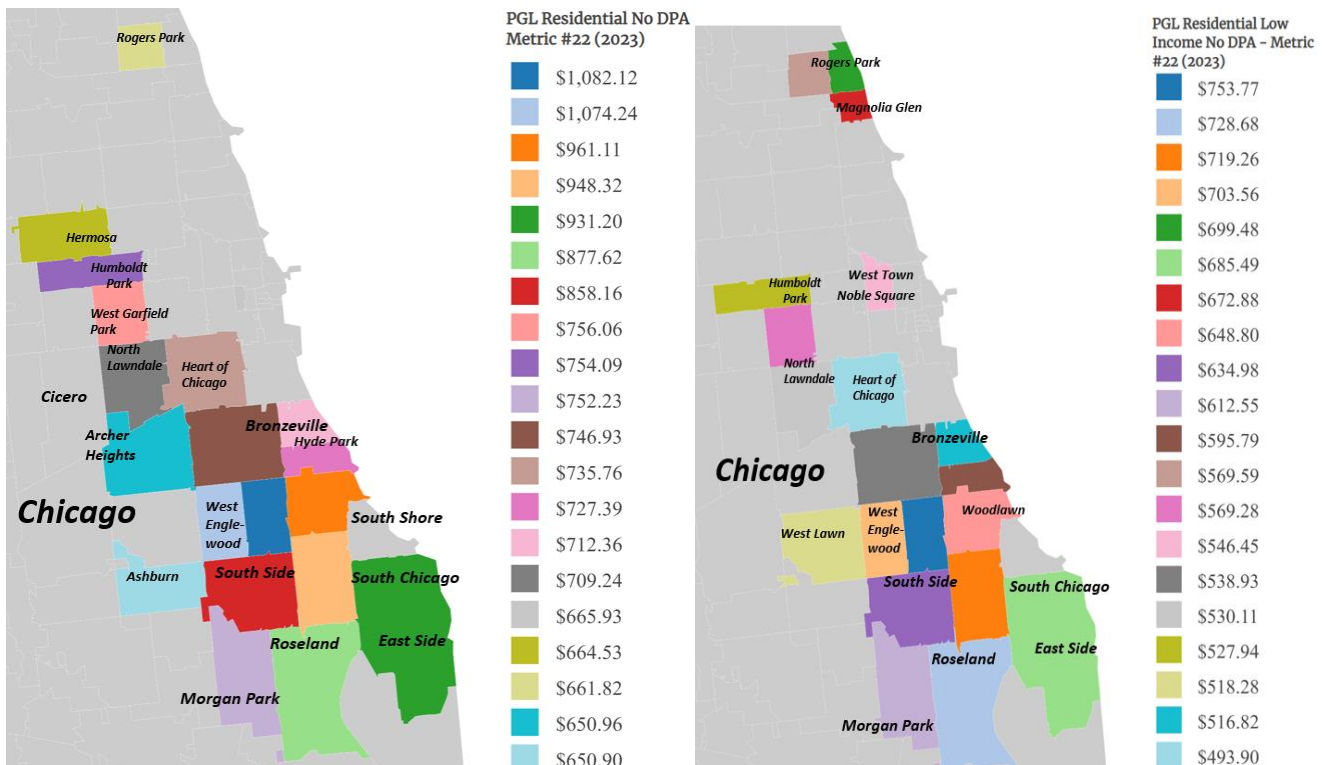 Rogers Park
Hermosa
Humboldt
Park
West Garfield
Park
North
Lawndale
Heart of
Chicago
Cicero
Archer
Heights
Bronzeville
Hyde Park
Chicago
West
Engle-
wood
South Shore
Ashburn
South Side
South Chicago
Roseland
East Side
Morgan Park
PGL Residential No DPA
Metric #22 (2023)
$1,082.12
$1,074.24
$961.11
$948.32
$931.20
$877.62
$858.16
$756.06
$754.09
$752.23
$746.93
$735.76
$727.39
$712.36
$709.24
$665.93
$664.53
$661.82
$650.96
$650.90
Rogers Park
Magnolia Glen
West Town
Noble Square
Humboldt
Park
North
Lawndale
Heart of
Chicago
Bronzeville
Chicago
West Lawn
West
Engle-
wood
Woodlawn
South Side
South Chicago
Roseland
East Side
Morgan Park
PGL Residential Low
Income No DPA - Metric
#22 (2023)
$753.77
$728.68
$719.26
$703.56
$699.48
$685.49
$672.88
$648.80
$634.98
$612.55
$595.79
$569.59
$569.28
$546.45
$538.93
$530.11
$527.94
$518.28
$516.82
$493.90